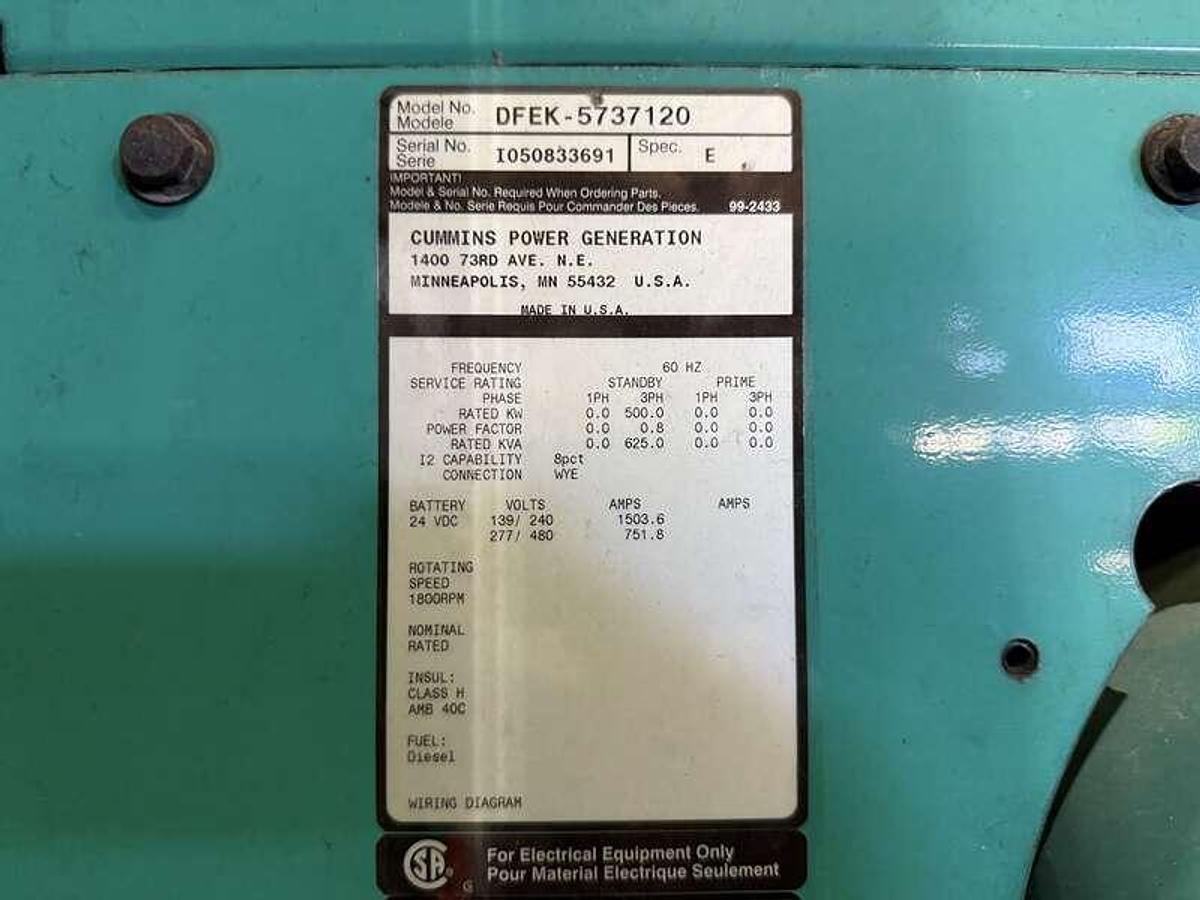 Model No. DFEK-5737120
Modele
Serial No. I050833691 Spec. E
Serie
IMPORTANT!
Model & Serial No. Required When Ordering Parts.
Modele & No. Serie Requis Pour Commander Des Pieces. 99-2433
CUMMINS POWER GENERATION
1400 73RD AVE. N.E.
MINNEAPOLIS, MN 55432 U.S.A.
MADE IN U.S.A.
FREQUENCY 60 HZ
SERVICE RATING STANDBY PRIME
PHASE 1PH 3PH 1PH 3PH
RATED KW 0.0 500.0 0.0 0.0
POWER FACTOR 0.0 0.8 0.0 0.0
RATED KVA 0.0 625.0 0.0 0.0
I2 CAPABILITY 8pct
CONNECTION WYE
BATTERY VOLTS AMPS AMPS
24 VDC 139/ 240 1503.6
277/ 480 751.8
ROTATING
SPEED
1800RPM
NOMINAL
RATED
INSUL:
CLASS H
AMB 40C
FUEL:
Diesel
WIRING DIAGRAM
SA ® G
For Electrical Equipment Only
Pour Material Electrique Seulement